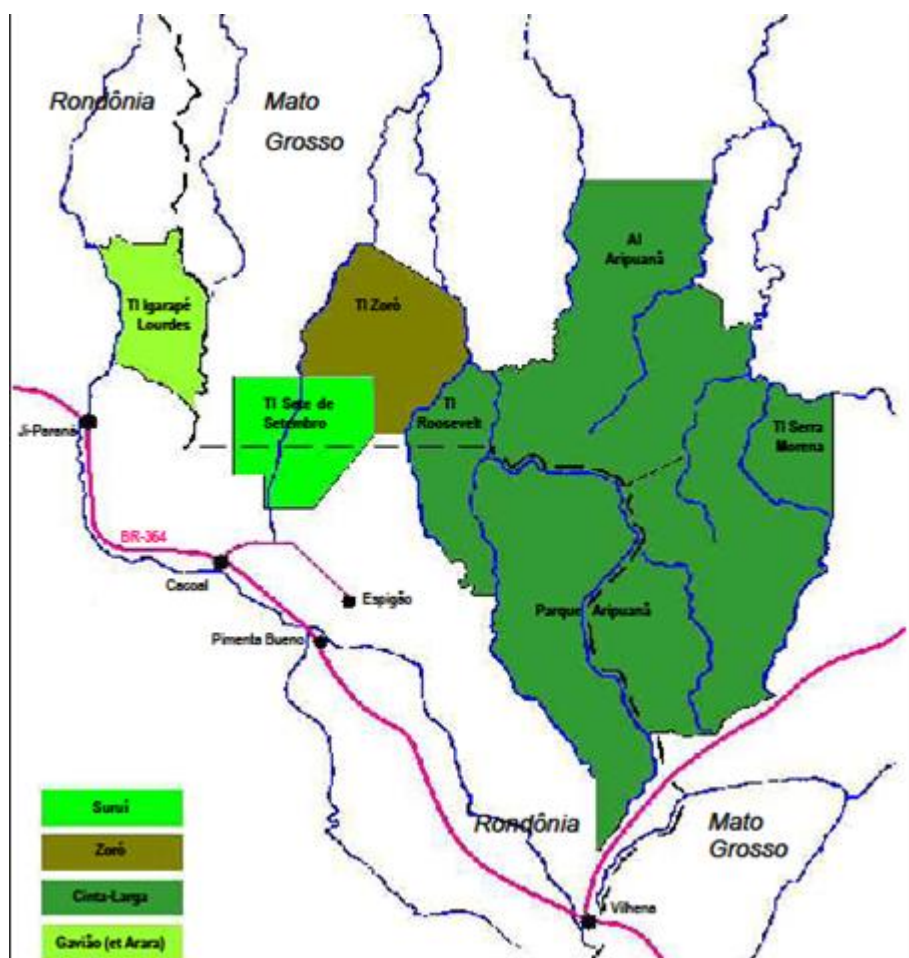 Rondônia
Mato
Grosso
AI
Aripuanã
TI Igarapé
Lourdes
TI Zoró
TI Sete de
Setembro
TI
Roosevelt
TI Serra
Morena
Ji-Paraná
BR-364
Cacoal
Espigão
Parque Aripuanã
Pimenta Bueno
Suruí
Zoró
Cinta-Larga
Gavião (et Arara)
Rondônia
Mato
Grosso
Vilhena